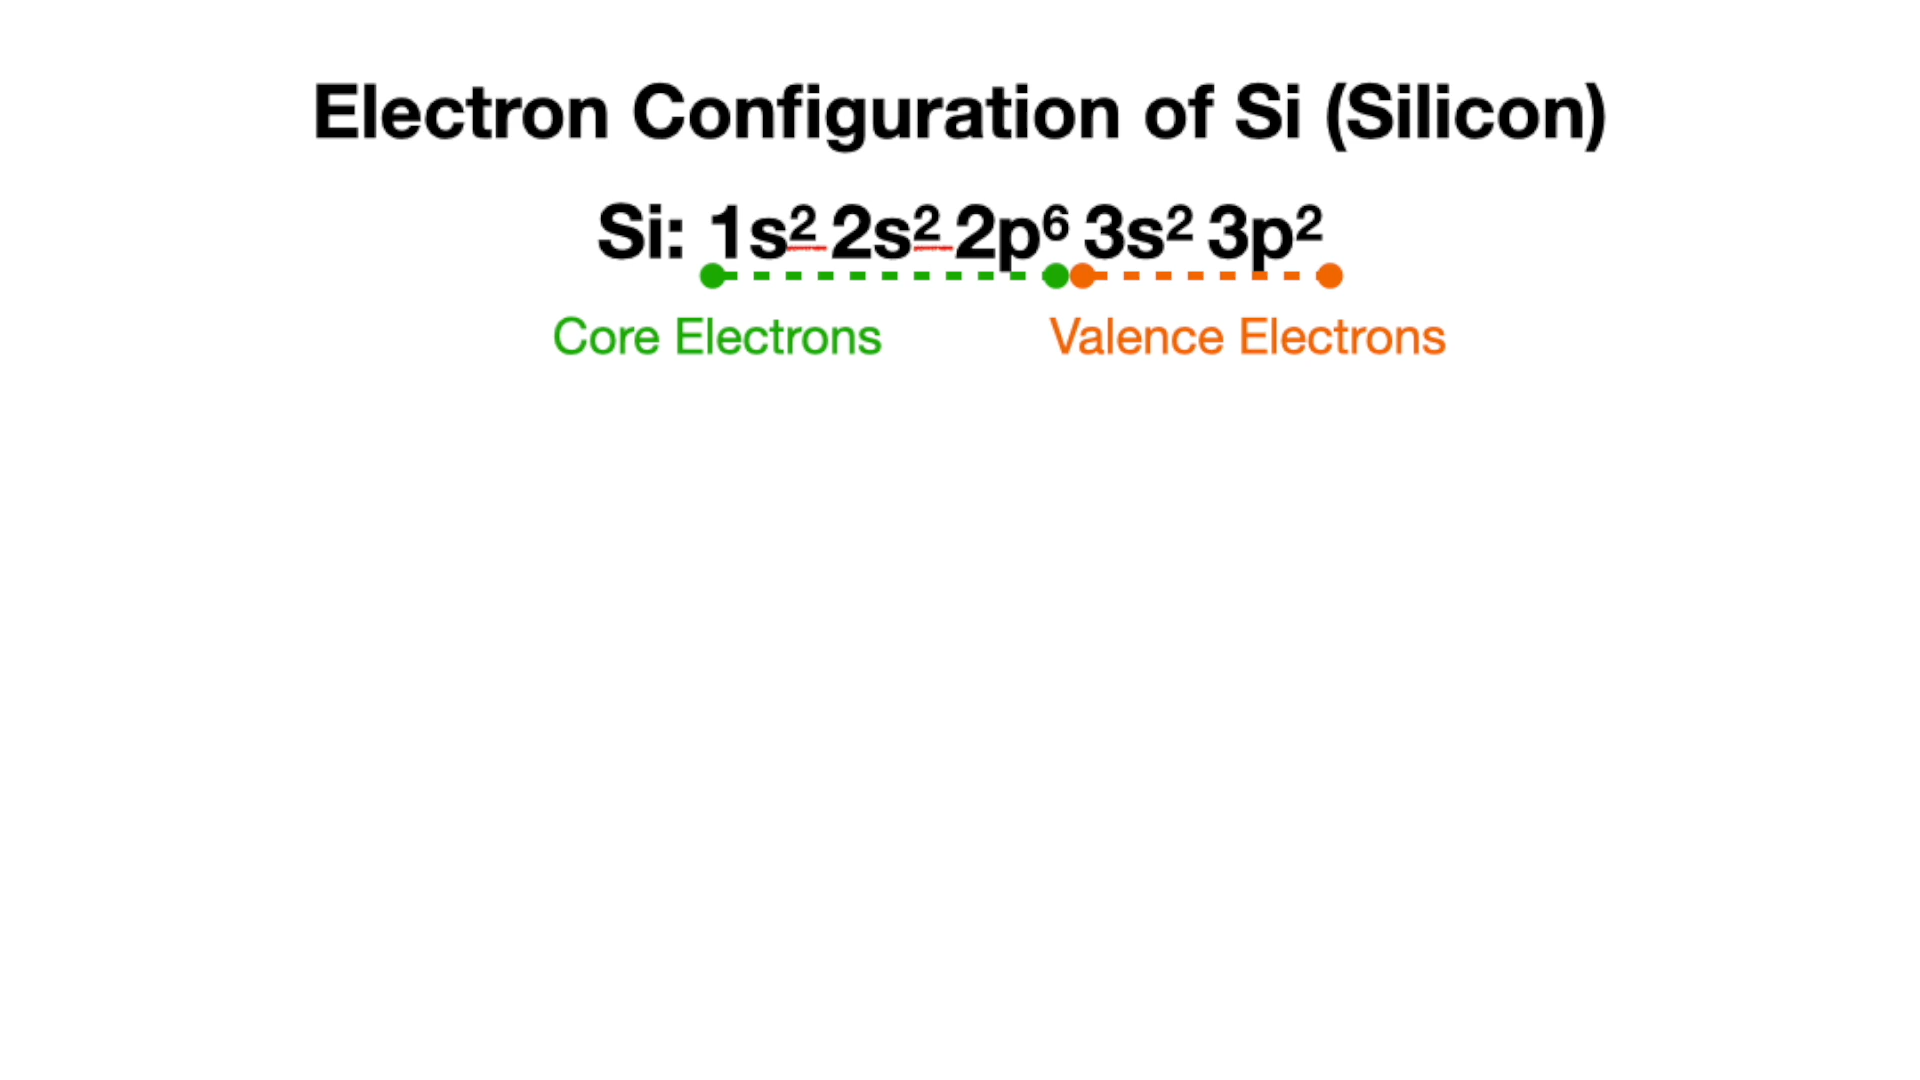 Electron Configuration of Si (Silicon)
Si: 1s² 2s² 2p⁶ 3s² 3p²
Core Electrons Valence Electrons